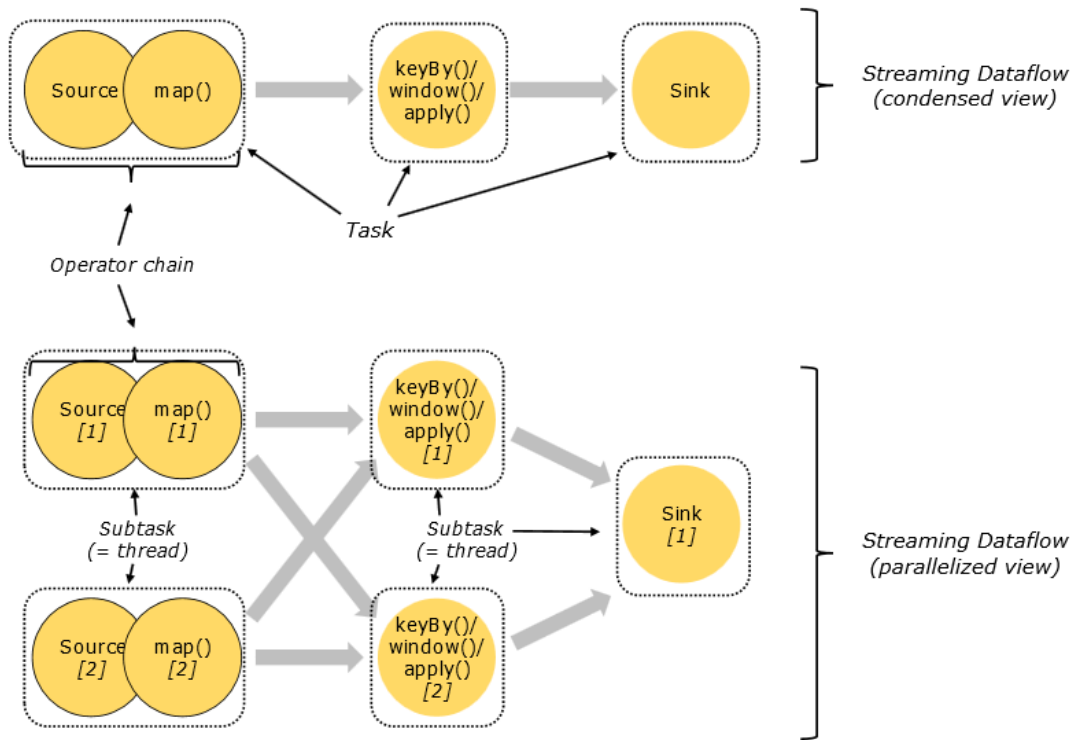 Source
map()
keyBy()/
window()/
apply()
Sink
Streaming Dataflow
(condensed view)
Task
Operator chain
Source
[1]
map()
[1]
keyBy()/
window()/
apply()
[1]
Subtask
(= thread)
Subtask
(= thread)
Sink
[1]
Streaming Dataflow
(parallelized view)
Source
[2]
map()
[2]
keyBy()/
window()/
apply()
[2]